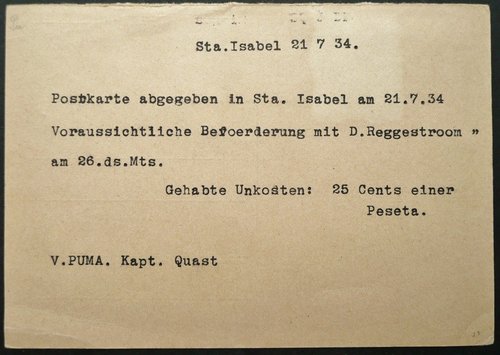 Sta.Isabel 21 7 34.
Postkarte abgegeben in Sta. Isabel am 21.7.34
Voraussichtliche Befoerderung mit D.Reggestroom "
am 26.ds.Mts.
Gehabte Unkosten: 25 Cents einer
Peseta.
V.PUMA. Kapt. Quast